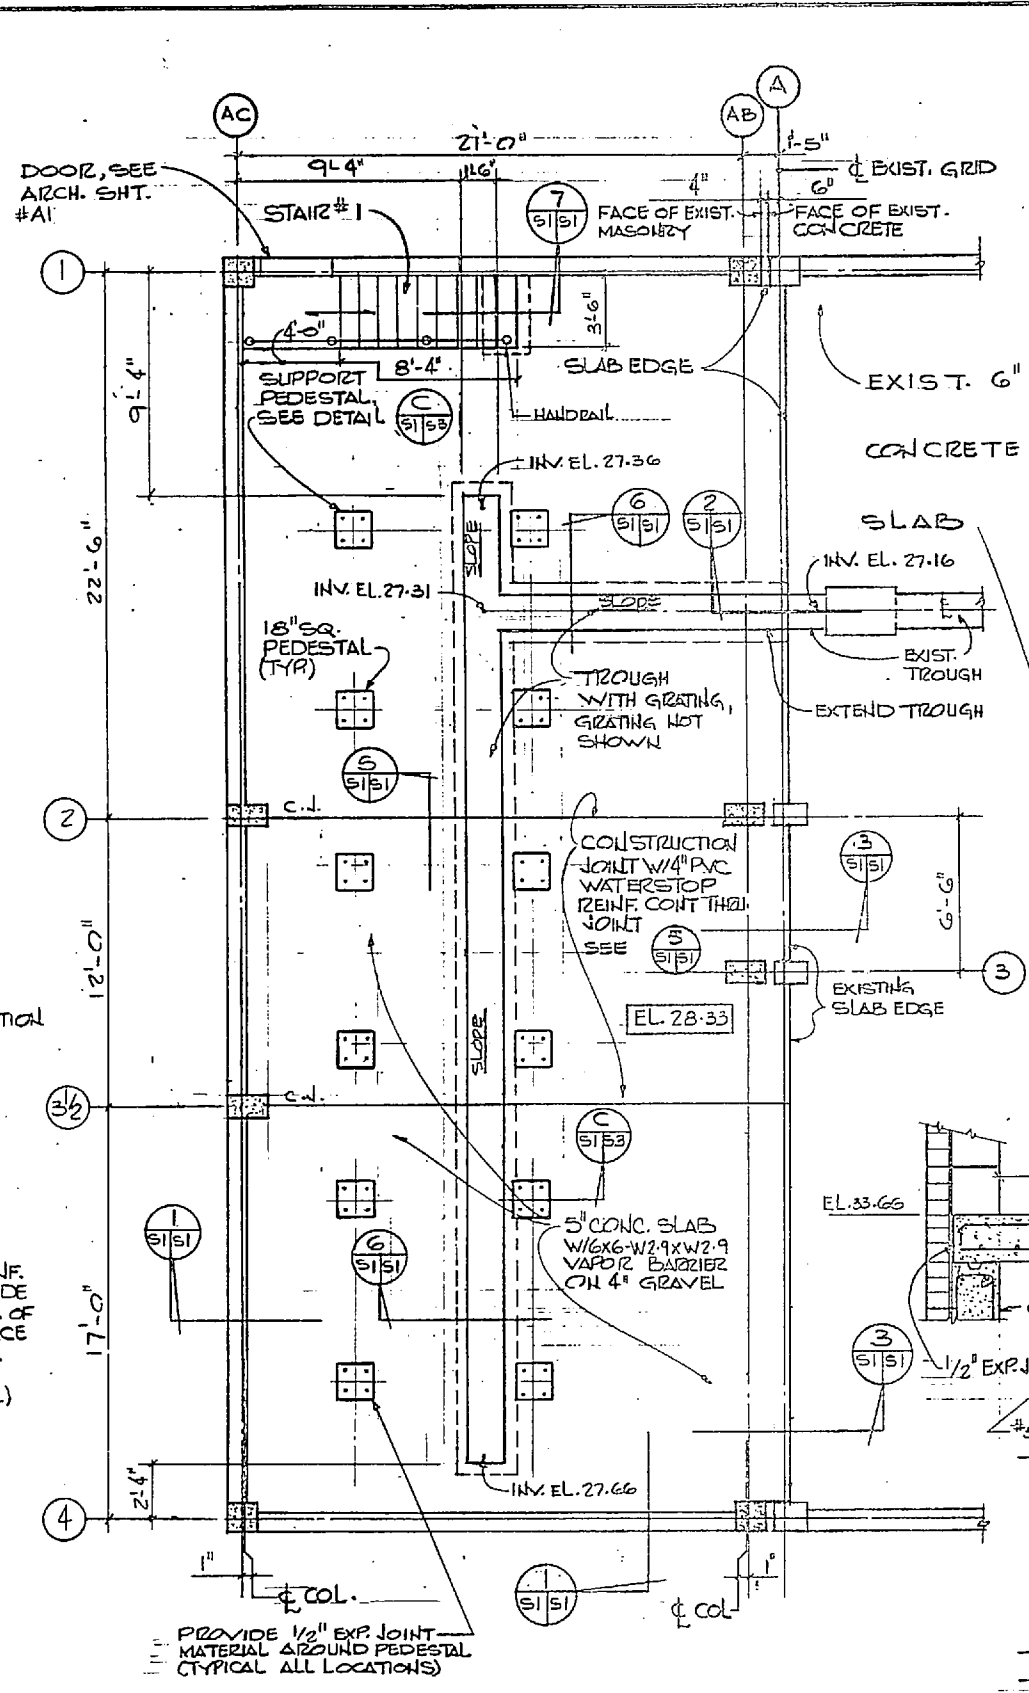 AC
AB
A
21'-0"
1'-5"
9'-4"
1'-6"
4"
6"
℄ EXIST. GRID
DOOR, SEE
ARCH. SHT.
#A1
STAIR #1
7
S1 S1
FACE OF EXIST.
MASONRY
FACE OF EXIST.
CONCRETE
1
4'-0"
8'-4"
3'-6"
9'-4"
SLAB EDGE
SUPPORT
PEDESTAL,
SEE DETAIL
C
S1 S3
HANDRAIL
EXIST. 6"
CONCRETE
SLAB
INV. EL. 27.36
6
S1 S1
2
S1 S1
SLOPE
22'-6"
INV. EL. 27.31
SLOPE
INV. EL. 27.16
18" SQ.
PEDESTAL
(TYP.)
EXIST.
TROUGH
TROUGH
WITH GRATING,
GRATING NOT
SHOWN
EXTEND TROUGH
5
S1 S1
2
C.J.
CONSTRUCTION
JOINT W/4" PVC
WATERSTOP
REINF. CONT THRU
JOINT
SEE
5
S1 S1
3
S1 S1
6'-6"
3
12'-0"
EXISTING
SLAB EDGE
TION
EL. 28.33
SLOPE
3½
C.J.
C
S1 S3
EL. 33.66
1
S1 S1
6
S1 S1
5" CONC. SLAB
W/6X6-W2.9XW2.9
VAPOR BARRIER
ON 4" GRAVEL
NF.
DE
OF
CE
17'-0"
3
S1 S1
1/2" EXP. J
2'-4"
INV. EL. 27.66
4
1"
℄ COL.
1
S1 S1
1"
℄ COL
PROVIDE 1/2" EXP. JOINT
MATERIAL AROUND PEDESTAL
(TYPICAL ALL LOCATIONS)